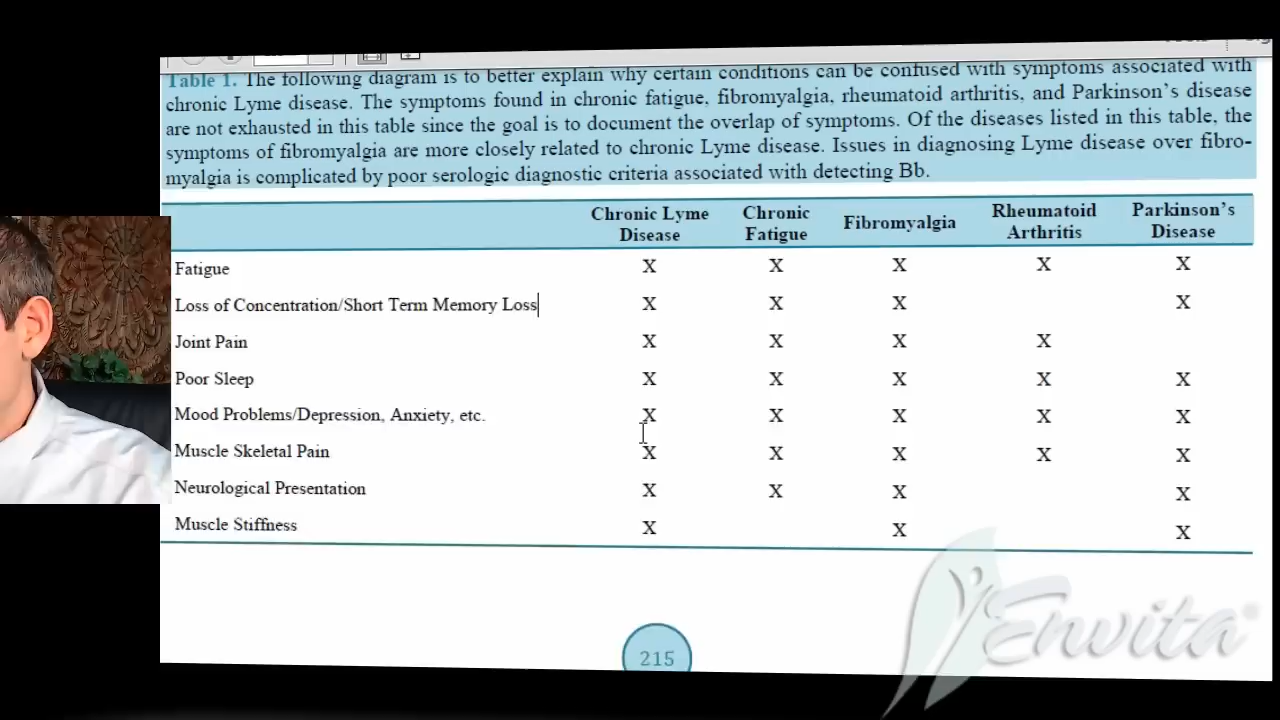 Table 1. The following diagram is to better explain why certain conditions can be confused with symptoms associated with
chronic Lyme disease. The symptoms found in chronic fatigue, fibromyalgia, rheumatoid arthritis, and Parkinson's disease
are not exhausted in this table since the goal is to document the overlap of symptoms. Of the diseases listed in this table, the
symptoms of fibromyalgia are more closely related to chronic Lyme disease. Issues in diagnosing Lyme disease over fibro-
myalgia is complicated by poor serologic diagnostic criteria associated with detecting Bb.
Chronic Lyme Disease Chronic Fatigue Fibromyalgia Rheumatoid Arthritis Parkinson's Disease
Fatigue X X X X X
Loss of Concentration/Short Term Memory Loss X X X X
Joint Pain X X X X
Poor Sleep X X X X X
Mood Problems/Depression, Anxiety, etc. X X X X X
Muscle Skeletal Pain X X X X X
Neurological Presentation X X X X
Muscle Stiffness X X X
215
Envita®